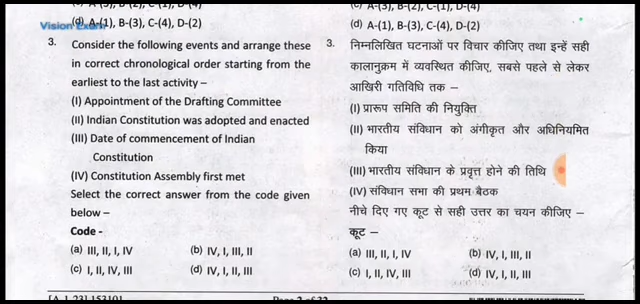 (d) A-(1), B-(3), C-(4), D-(2)
Vision Exam
3. Consider the following events and arrange these
in correct chronological order starting from the
earliest to the last activity –
(I) Appointment of the Drafting Committee
(II) Indian Constitution was adopted and enacted
(III) Date of commencement of Indian
Constitution
(IV) Constitution Assembly first met
Select the correct answer from the code given
below –
Code -
(a) III, II, I, IV (b) IV, I, III, II
(c) I, II, IV, III (d) IV, I, II, III
(d) A-(1), B-(3), C-(4), D-(2)
3. निम्नलिखित घटनाओं पर विचार कीजिए तथा इन्हें सही
कालानुक्रम में व्यवस्थित कीजिए, सबसे पहले से लेकर
आखिरी गतिविधि तक –
(I) प्रारूप समिति की नियुक्ति
(II) भारतीय संविधान को अंगीकृत और अधिनियमित
किया
(III) भारतीय संविधान के प्रवृत्त होने की तिथि
(IV) संविधान सभा की प्रथम बैठक
नीचे दिए गए कूट से सही उत्तर का चयन कीजिए –
कूट –
(a) III, II, I, IV (b) IV, I, III, II
(c) I, II, IV, III (d) IV, I, II, III